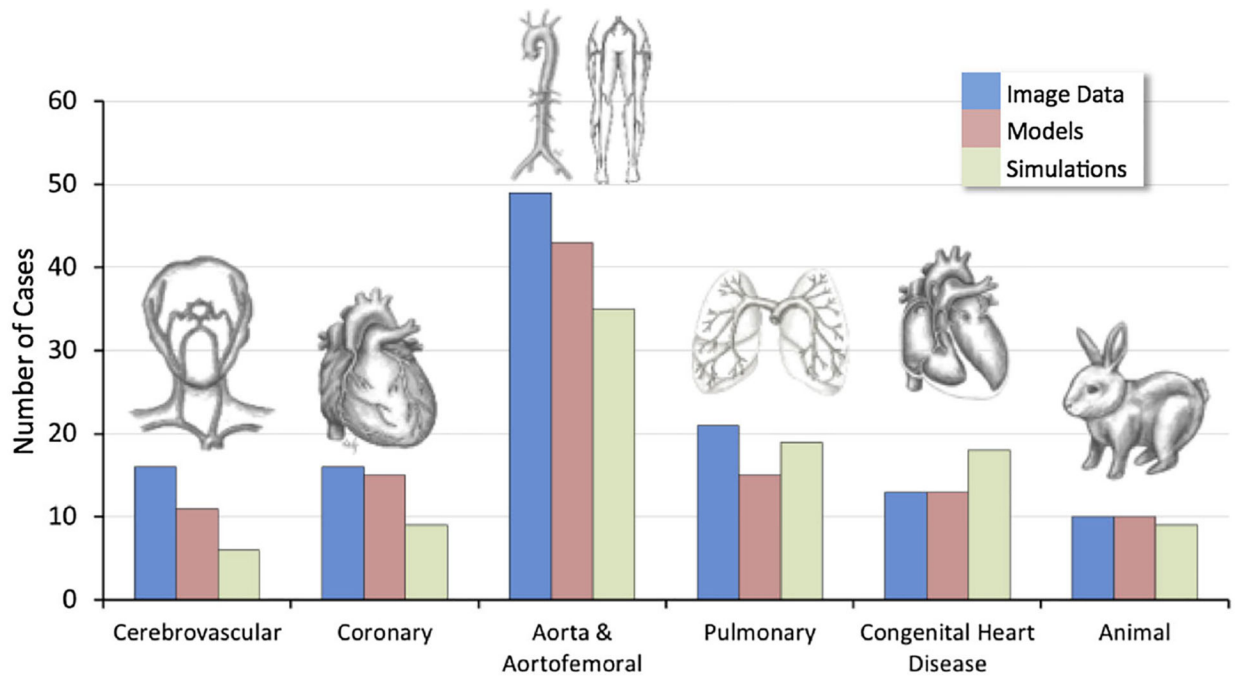 Image Data
Models
Simulations
Number of Cases
60
50
40
30
20
10
0
Cerebrovascular
Coronary
Aorta &
Aortofemoral
Pulmonary
Congenital Heart
Disease
Animal